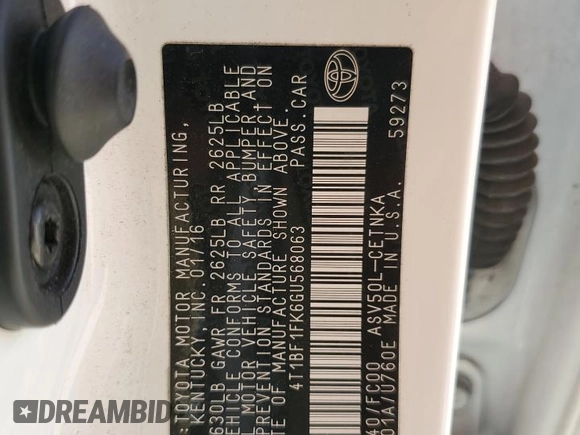 :TOYOTA MOTOR MANUFACTURING,
KENTUCKY, INC. 01/16
630LB GAWR FR 2625LB RR 2625LB
VEHICLE CONFORMS TO ALL APPLICABLE
L MOTOR VEHICLE SAFETY, BUMPER, AND
PREVENTION STANDARDS IN EFFECT ON
TE OF MANUFACTURE SHOWN ABOVE.
4T1BF1FK6GU568063 PASS.CAR
40/FC00 ASV50L-CETNKA
01A/U760E MADE IN U.S.A.
59273
DREAMBID